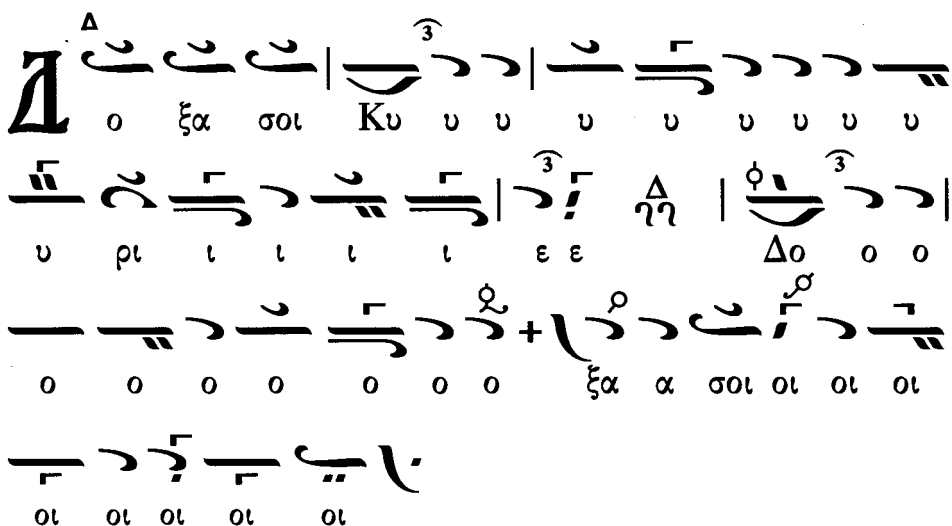 Δ ο ξα σοι Κυ υ υ υ υ υ υ υ υ
υ ρι ι ι ι ι ε ε Δο ο ο
ο ο ο ο ο ο ο ξα α σοι οι οι οι
οι οι οι οι οι